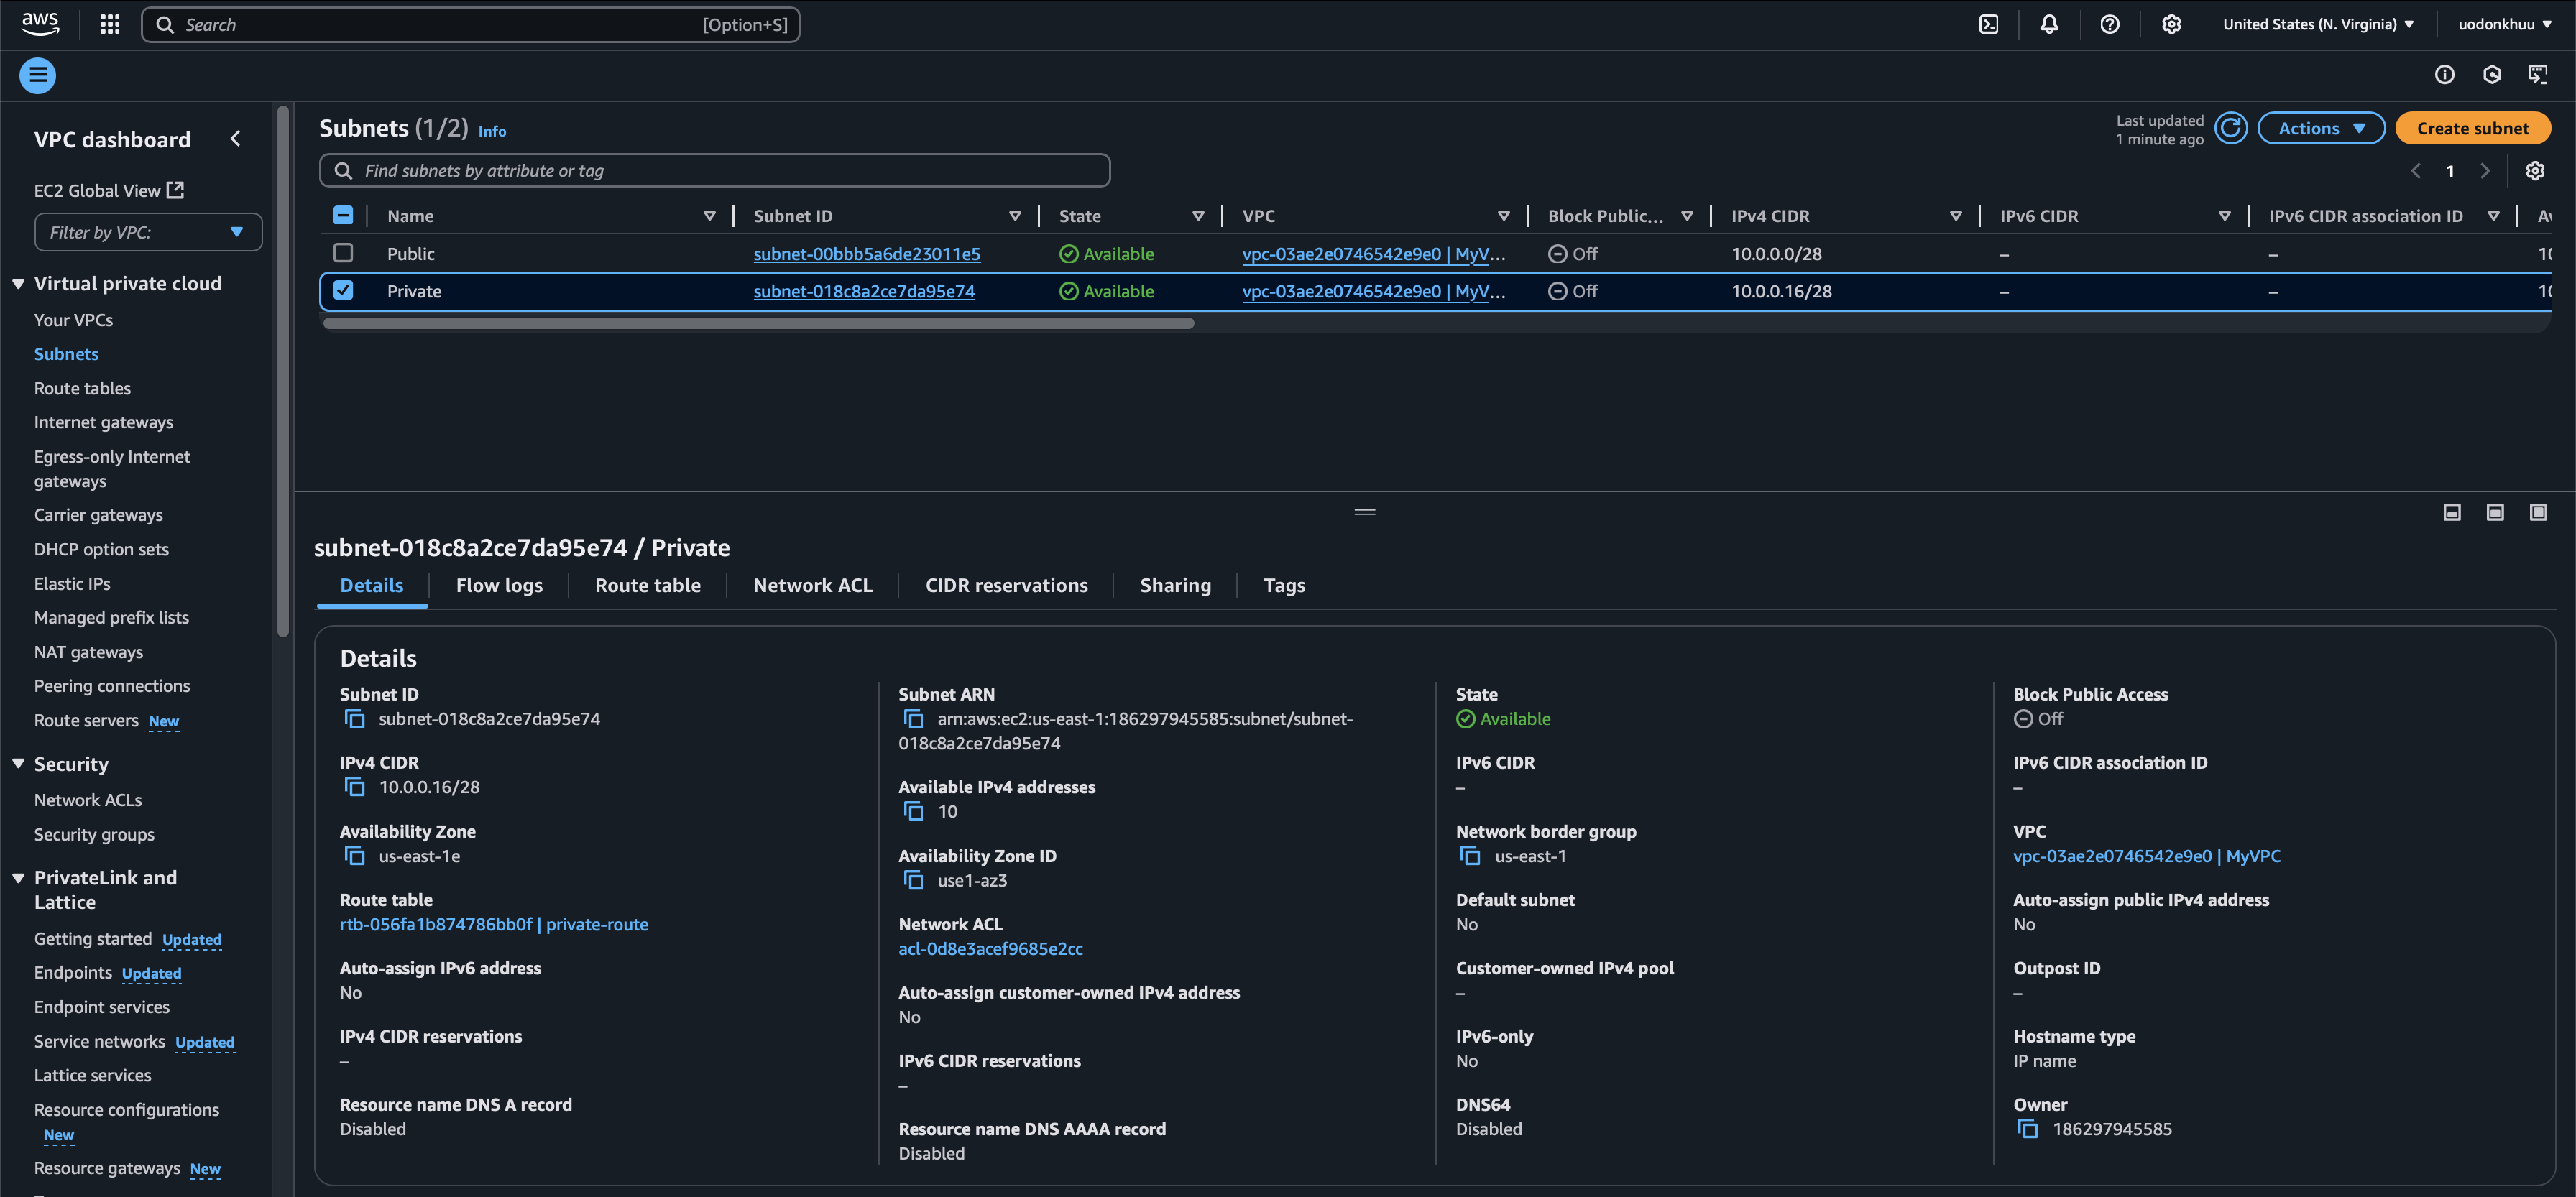 aws
Search [Option+S]
United States (N. Virginia)
uodonkhuu
VPC dashboard
EC2 Global View
Filter by VPC:
Virtual private cloud
Your VPCs
Subnets
Route tables
Internet gateways
Egress-only Internet
gateways
Carrier gateways
DHCP option sets
Elastic IPs
Managed prefix lists
NAT gateways
Peering connections
Route servers New
Security
Network ACLs
Security groups
PrivateLink and
Lattice
Getting started Updated
Endpoints Updated
Endpoint services
Service networks Updated
Lattice services
Resource configurations
New
Resource gateways New
Subnets (1/2) Info
Last updated
1 minute ago
Actions
Create subnet
Find subnets by attribute or tag
1
Name Subnet ID State VPC Block Public... IPv4 CIDR IPv6 CIDR IPv6 CIDR association ID
Public subnet-00bbb5a6de23011e5 Available vpc-03ae2e0746542e9e0 | MyV... Off 10.0.0.0/28 – –
Private subnet-018c8a2ce7da95e74 Available vpc-03ae2e0746542e9e0 | MyV... Off 10.0.0.16/28 – –
subnet-018c8a2ce7da95e74 / Private
Details Flow logs Route table Network ACL CIDR reservations Sharing Tags
Details
Subnet ID
subnet-018c8a2ce7da95e74
IPv4 CIDR
10.0.0.16/28
Availability Zone
us-east-1e
Route table
rtb-056fa1b874786bb0f | private-route
Auto-assign IPv6 address
No
IPv4 CIDR reservations
–
Resource name DNS A record
Disabled
Subnet ARN
arn:aws:ec2:us-east-1:186297945585:subnet/subnet-
018c8a2ce7da95e74
Available IPv4 addresses
10
Availability Zone ID
use1-az3
Network ACL
acl-0d8e3acef9685e2cc
Auto-assign customer-owned IPv4 address
No
IPv6 CIDR reservations
–
Resource name DNS AAAA record
Disabled
State
Available
IPv6 CIDR
–
Network border group
us-east-1
Default subnet
No
Customer-owned IPv4 pool
–
IPv6-only
No
DNS64
Disabled
Block Public Access
Off
IPv6 CIDR association ID
–
VPC
vpc-03ae2e0746542e9e0 | MyVPC
Auto-assign public IPv4 address
No
Outpost ID
–
Hostname type
IP name
Owner
186297945585